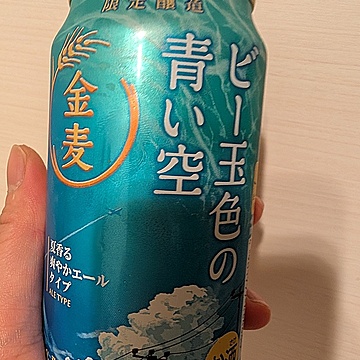 限定醸造
金麦
ビー玉色の
青い空
夏香る
爽やかエール
タイプ
ALE TYPE